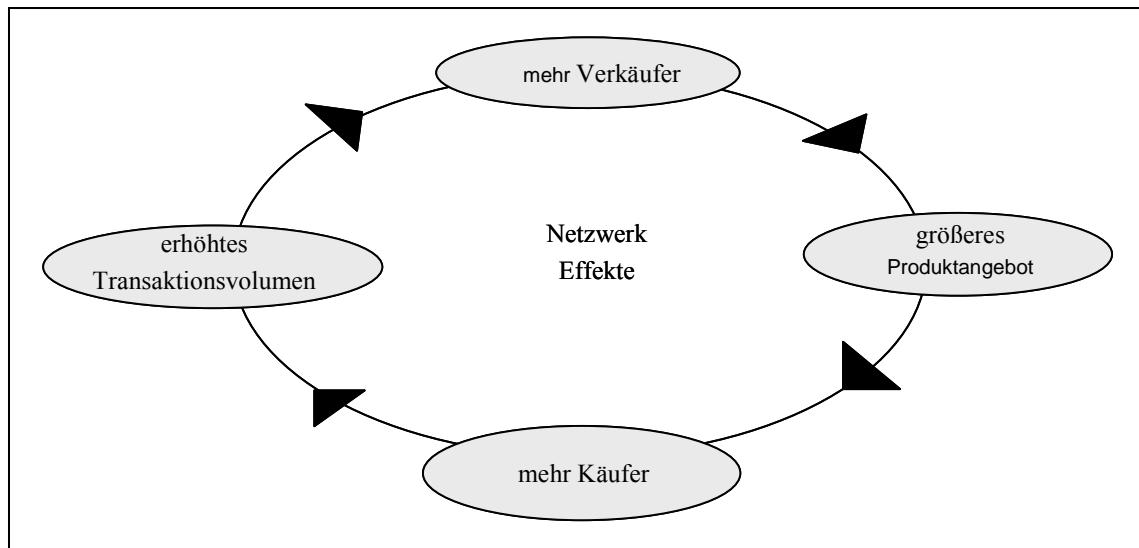 mehr Verkäufer
erhöhtes
Transaktionsvolumen
Netzwerk
Effekte
größeres
Produktangebot
mehr Käufer